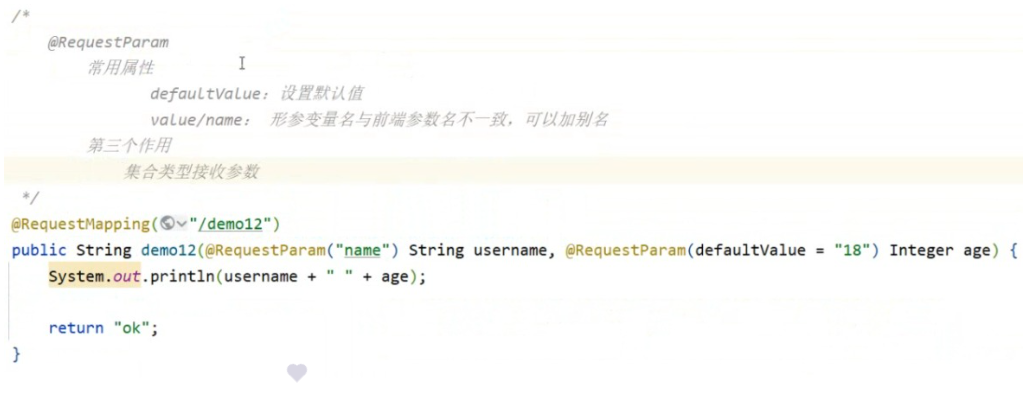 /*
@RequestParam
常用属性
defaultValue：设置默认值
value/name： 形参变量名与前端参数名不一致，可以加别名
第三个作用
集合类型接收参数
*/
@RequestMapping("/demo12")
public String demo12(@RequestParam("name") String username, @RequestParam(defaultValue = "18") Integer age) {
System.out.println(username + " " + age);
return "ok";
}